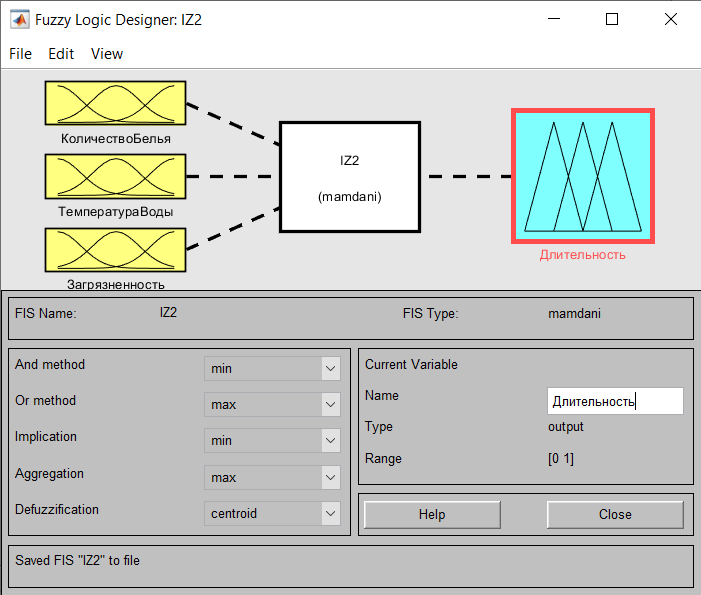 Fuzzy Logic Designer: IZ2
File Edit View
КоличествоБелья
ТемператураВоды
Загрязненность
IZ2
(mamdani)
Длительность
FIS Name: IZ2 FIS Type: mamdani
And method min
Or method max
Implication min
Aggregation max
Defuzzification centroid
Current Variable
Name Длительность
Type output
Range [0 1]
Help Close
Saved FIS "IZ2" to file